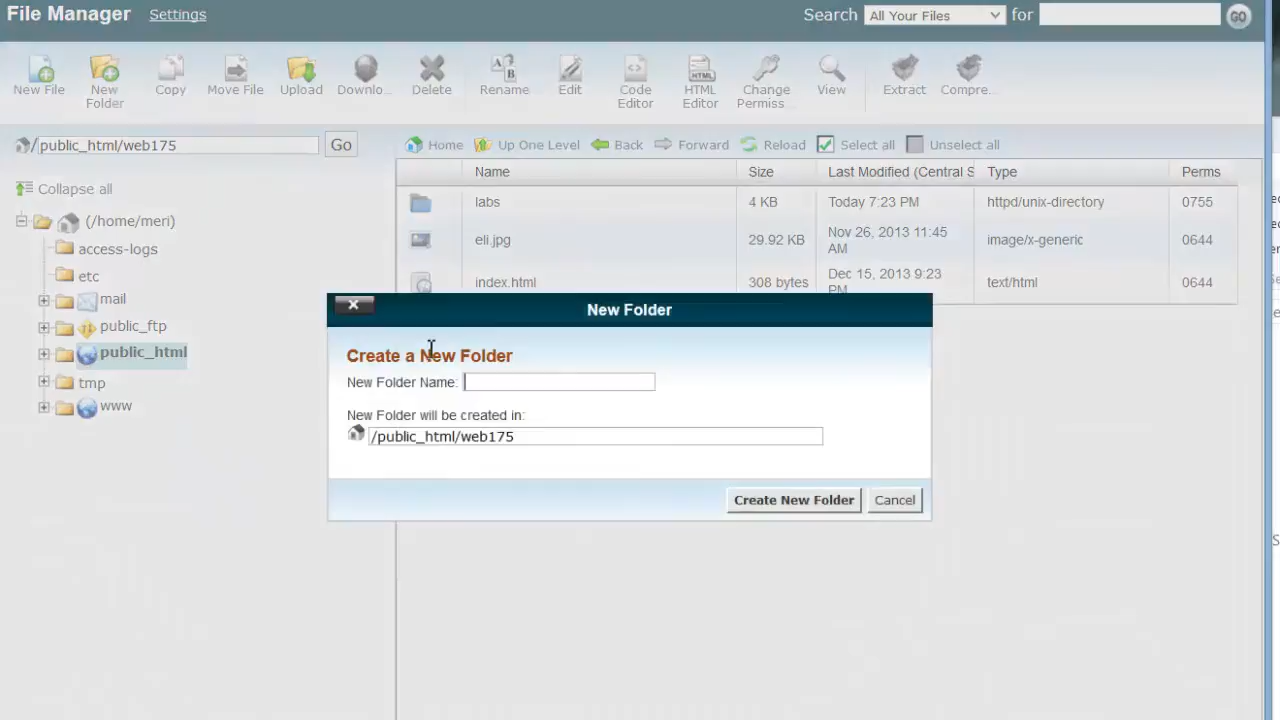 File Manager Settings Search All Your Files for GO
New File New Folder Copy Move File Upload Downlo... Delete Rename Edit Code Editor HTML Editor Change Permiss... View Extract Compre...
/public_html/web175 Go
Home Up One Level Back Forward Reload Select all Unselect all
Name Size Last Modified (Central S Type Perms
Collapse all
labs 4 KB Today 7:23 PM httpd/unix-directory 0755
(/home/meri)
eli.jpg 29.92 KB Nov 26, 2013 11:45 AM image/x-generic 0644
access-logs
etc
index.html 308 bytes Dec 15, 2013 9:23 PM text/html 0644
mail
public_ftp
public_html
tmp
www
New Folder
Create a New Folder
New Folder Name:
New Folder will be created in:
/public_html/web175
Create New Folder Cancel